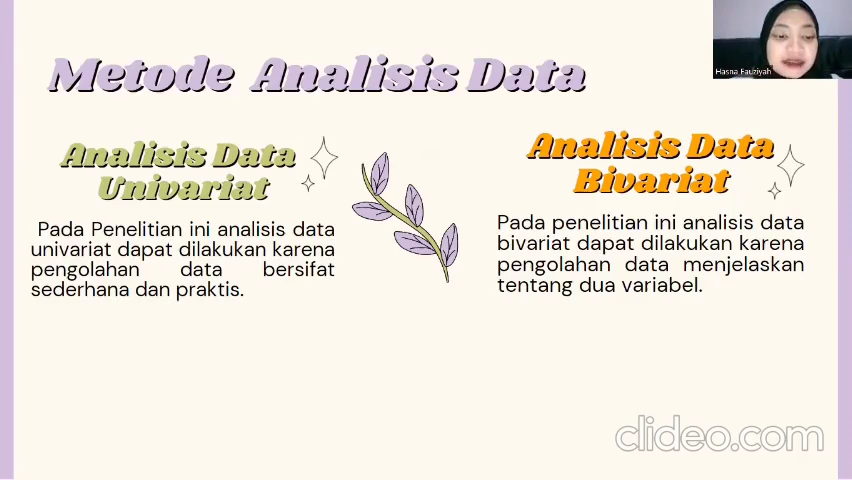 Metode Analisis Data
Hasna Fauziyah
Analisis Data
Univariat
Pada Penelitian ini analisis data
univariat dapat dilakukan karena
pengolahan data bersifat
sederhana dan praktis.
Analisis Data
Bivariat
Pada penelitian ini analisis data
bivariat dapat dilakukan karena
pengolahan data menjelaskan
tentang dua variabel.
clideo.com